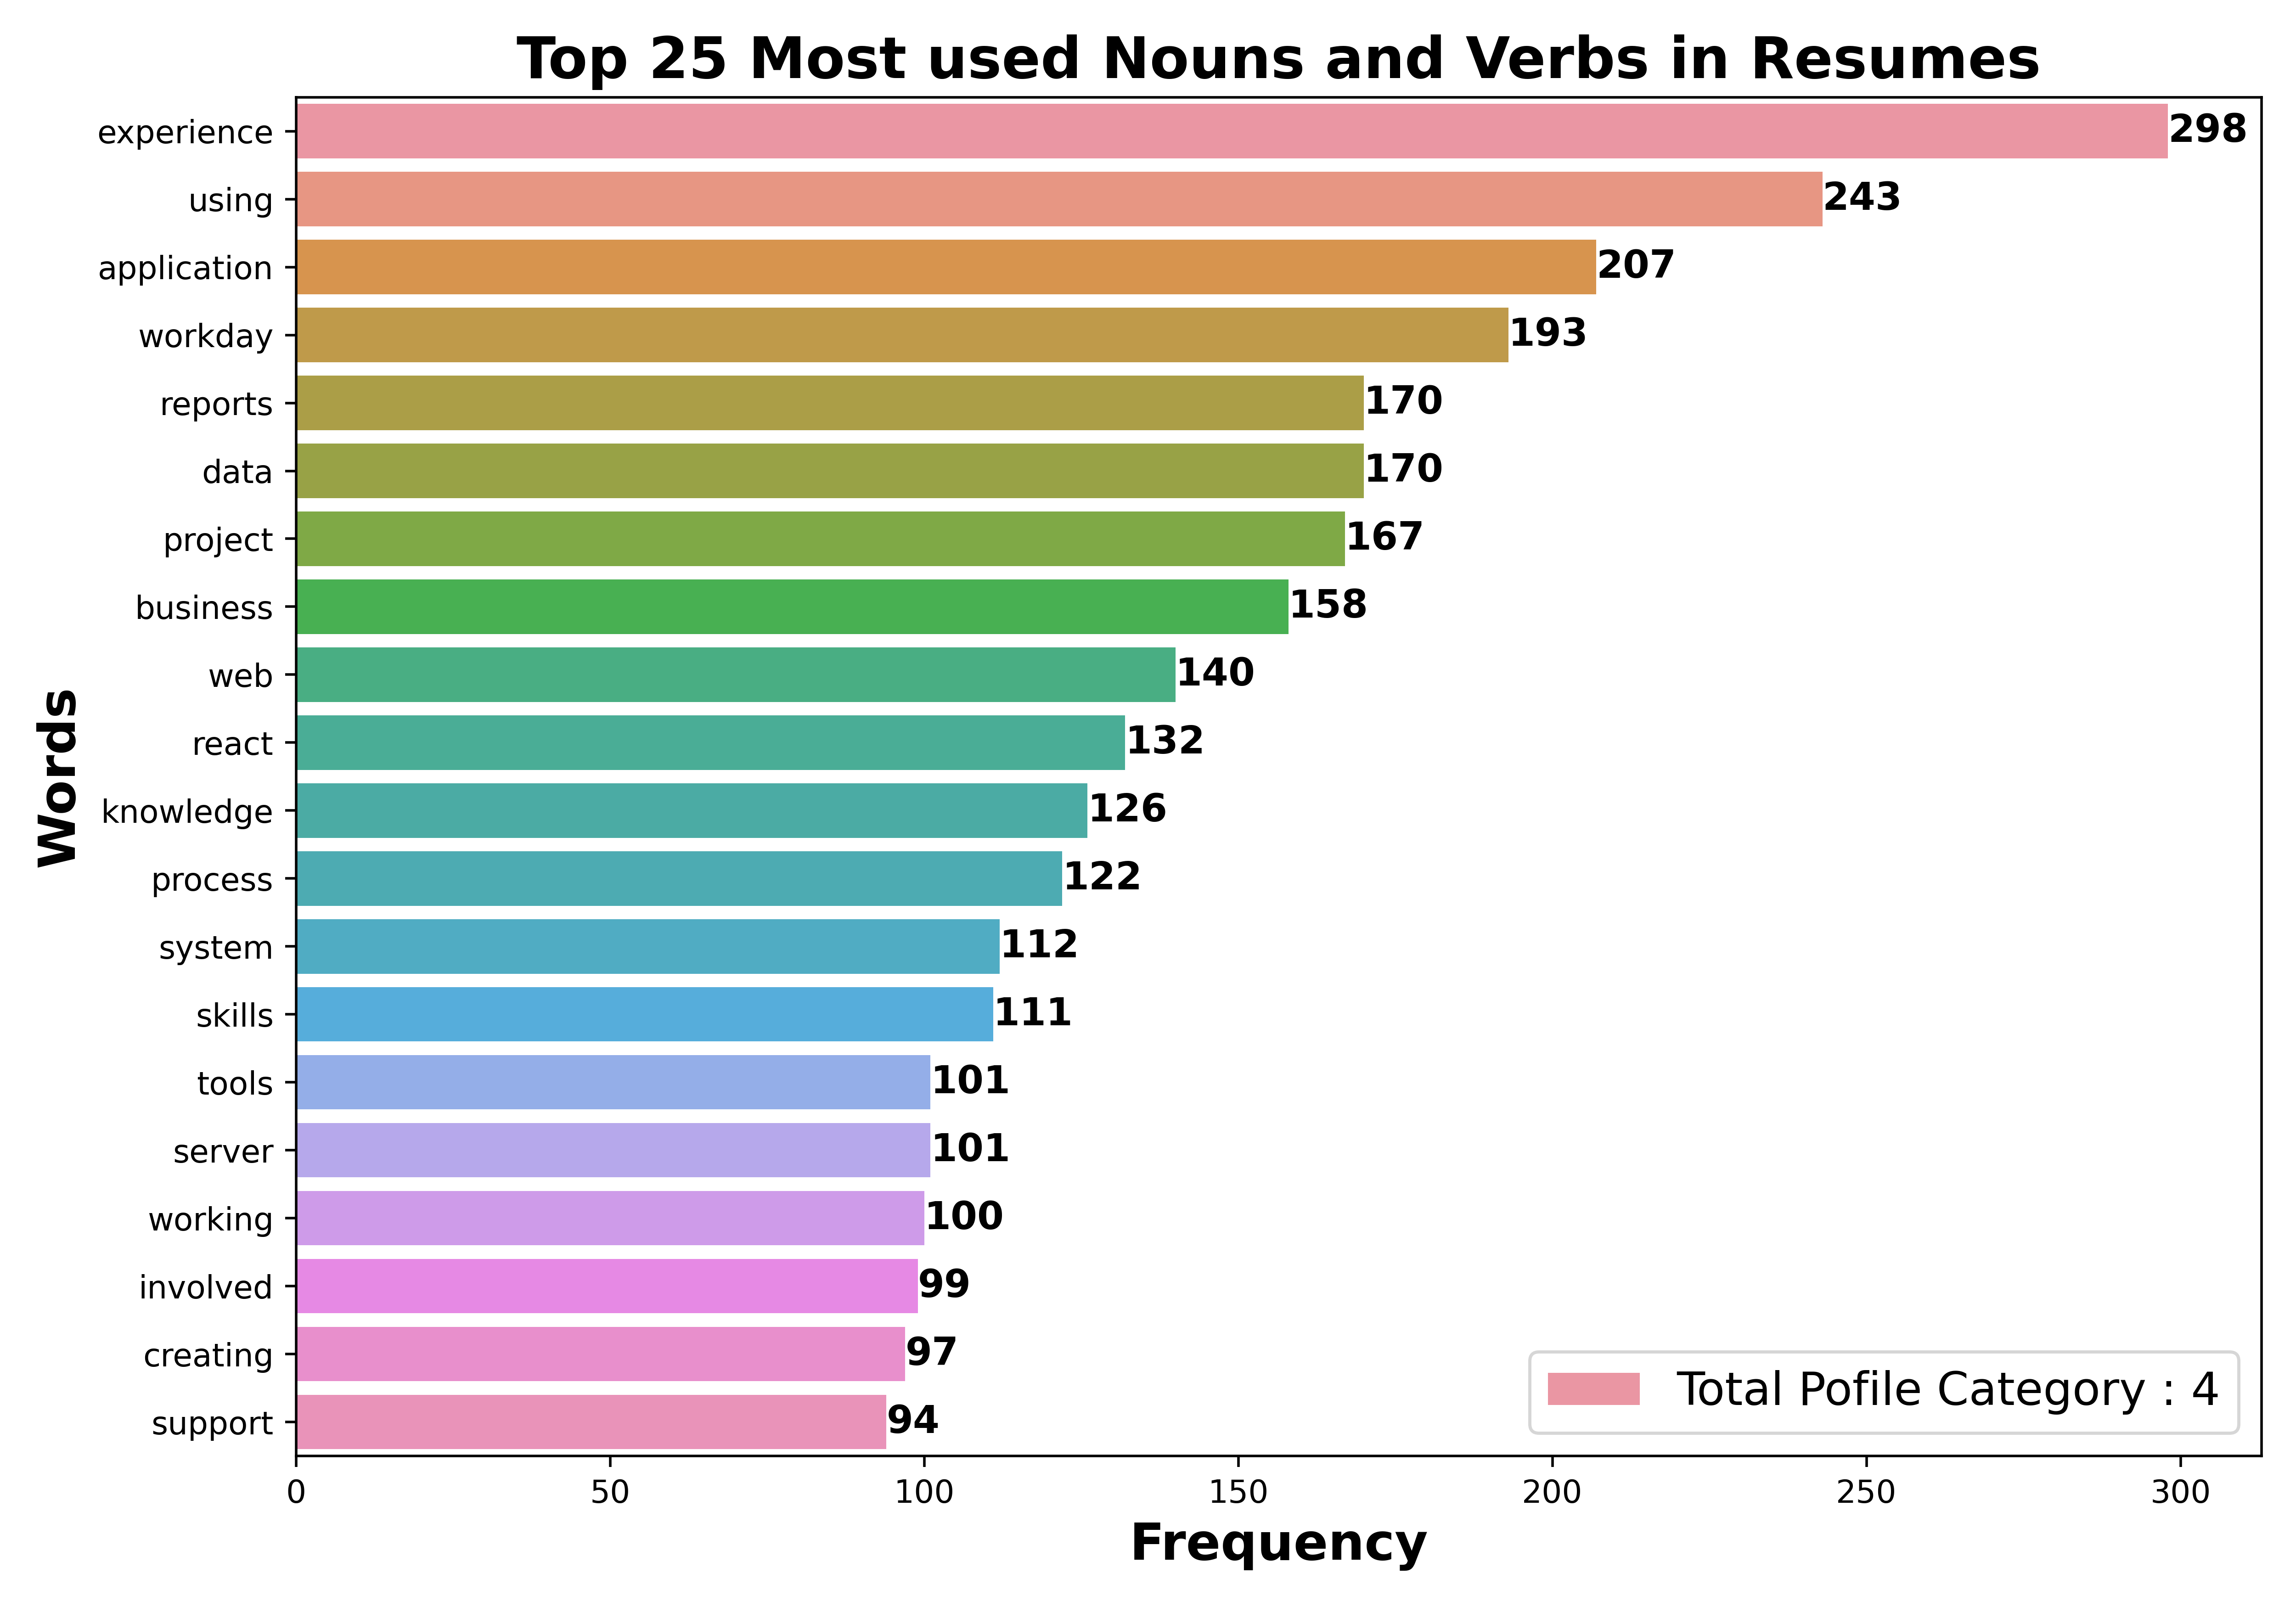 Top 25 Most used Nouns and Verbs in Resumes
experience 298
using 243
application 207
workday 193
reports 170
data 170
project 167
business 158
web 140
react 132
knowledge 126
process 122
system 112
skills 111
tools 101
server 101
working 100
involved 99
creating 97
support 94
Words
Total Pofile Category : 4
0 50 100 150 200 250 300
Frequency